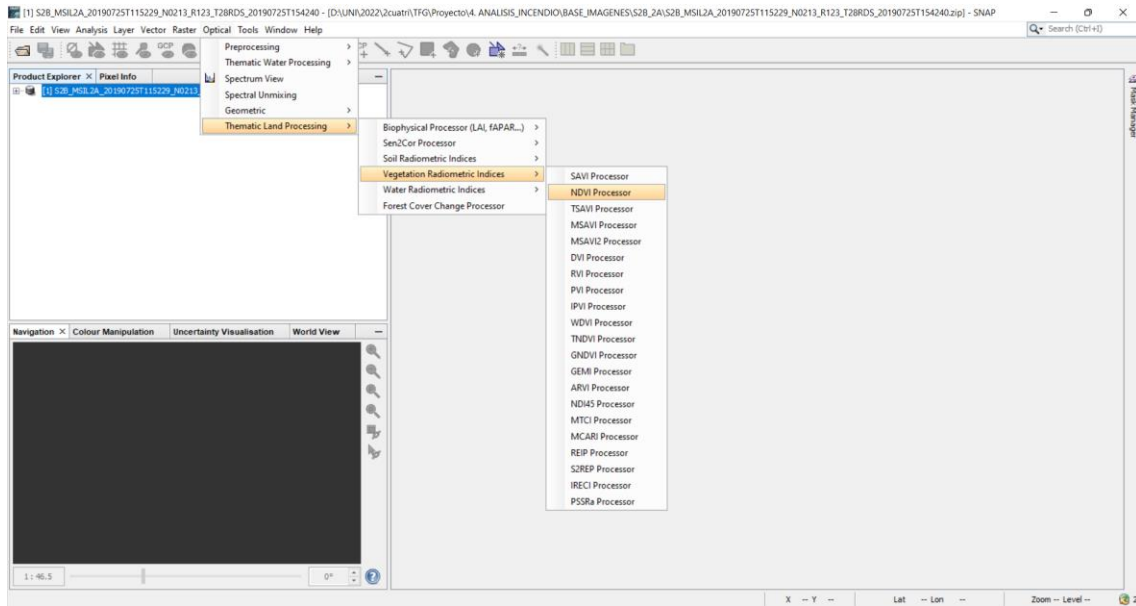 [1] S2B_MSIL2A_20190725T115229_N0213_R123_T28RDS_20190725T154240 - [D:\UNI\2022\2cuatri\TFG\Proyecto\4. ANALISIS_INCENDIO\BASE_IMAGENES\S2B_2A\S2B_MSIL2A_20190725T115229_N0213_R123_T28RDS_20190725T154240.zip] - SNAP
File Edit View Analysis Layer Vector Raster Optical Tools Window Help
Search (Ctrl+I)
GCP
Product Explorer Pixel Info
[1] S2B_MSIL2A_20190725T115229_N0213_
Preprocessing
Thematic Water Processing
Spectrum View
Spectral Unmixing
Geometric
Thematic Land Processing
Biophysical Processor (LAI, fAPAR...)
Sen2Cor Processor
Soil Radiometric Indices
Vegetation Radiometric Indices
Water Radiometric Indices
Forest Cover Change Processor
SAVI Processor
NDVI Processor
TSAVI Processor
MSAVI Processor
MSAVI2 Processor
DVI Processor
RVI Processor
PVI Processor
IPVI Processor
WDVI Processor
TNDVI Processor
GNDVI Processor
GEMI Processor
ARVI Processor
NDI45 Processor
MTCI Processor
MCARI Processor
REIP Processor
S2REP Processor
IRECI Processor
PSSRa Processor
Mask Manager
Navigation Colour Manipulation Uncertainty Visualisation World View
1 : 46.5
0°
X -- Y -- Lat -- Lon -- Zoom -- Level --